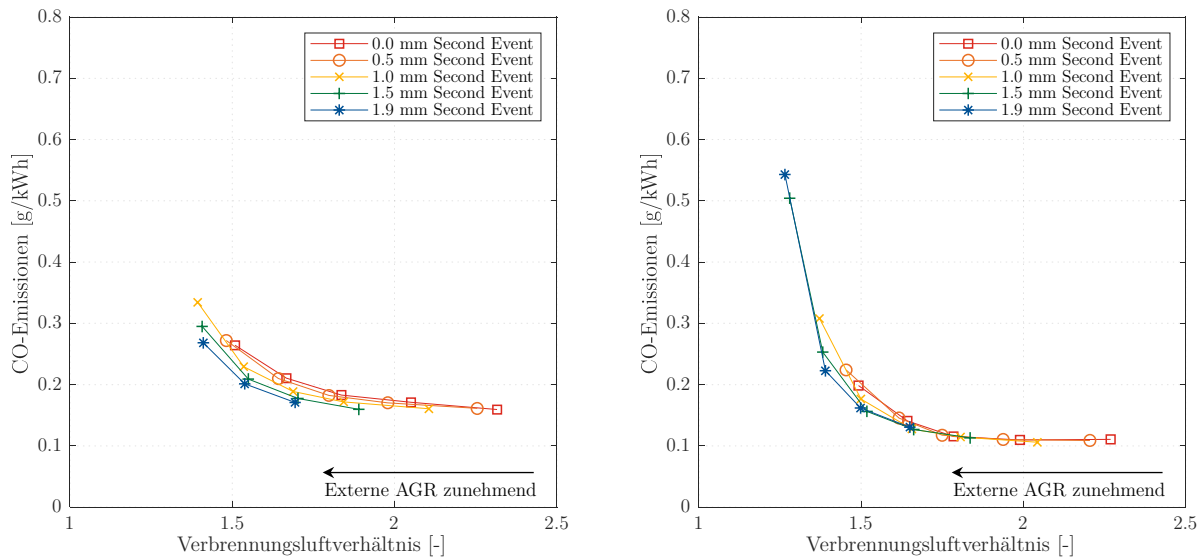 0.8
0.7
0.6
0.5
0.4
0.3
0.2
0.1
0
CO-Emissionen [g/kWh]
0.0 mm Second Event
0.5 mm Second Event
1.0 mm Second Event
1.5 mm Second Event
1.9 mm Second Event
Externe AGR zunehmend
1 1.5 2 2.5
Verbrennungsluftverhältnis [-]
0.8
0.7
0.6
0.5
0.4
0.3
0.2
0.1
0
CO-Emissionen [g/kWh]
0.0 mm Second Event
0.5 mm Second Event
1.0 mm Second Event
1.5 mm Second Event
1.9 mm Second Event
Externe AGR zunehmend
1 1.5 2 2.5
Verbrennungsluftverhältnis [-]